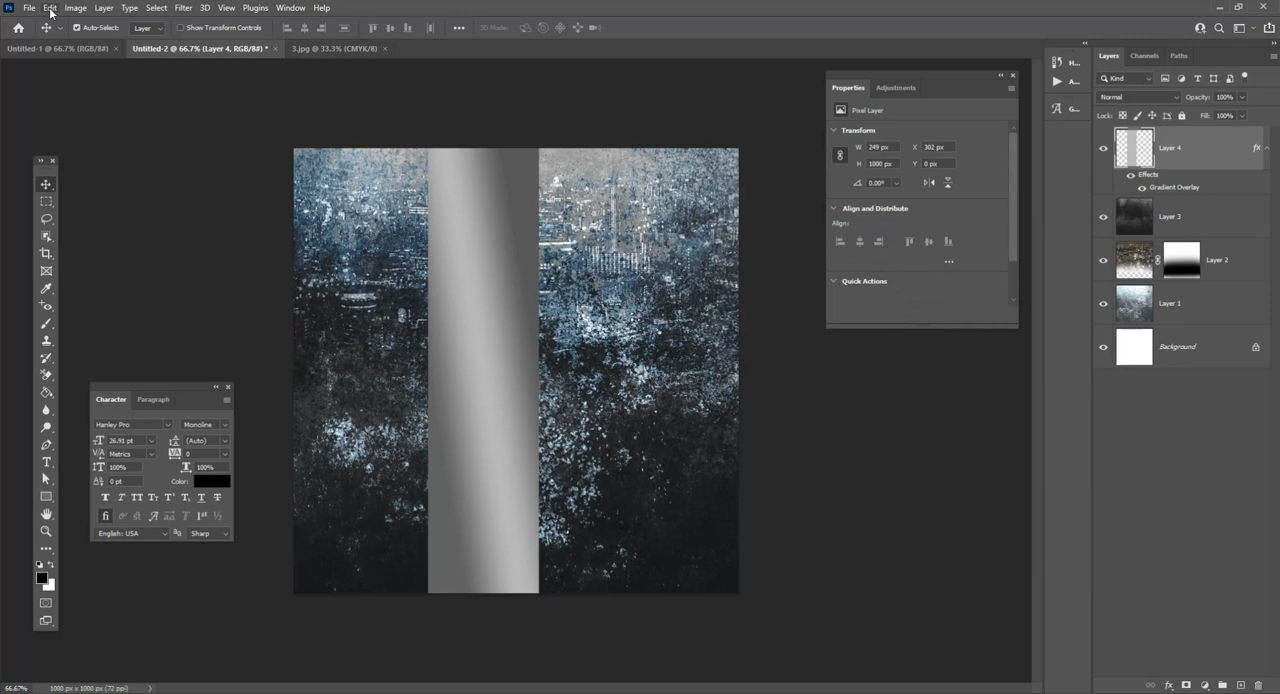 Ps File Edit Image Layer Type Select Filter 3D View Plugins Window Help
Auto-Select: Layer Show Transform Controls 3D Mode:
Untitled-1 @ 66.7% (RGB/8#) Untitled-2 @ 66.7% (Layer 4, RGB/8#) * 3.jpg @ 33.3% (CMYK/8)
Properties Adjustments
Pixel Layer
Transform
W 249 px X 302 px
H 1000 px Y 0 px
0.00°
Align and Distribute
Align:
Quick Actions
Character Paragraph
Hanley Pro Monoline
26.91 pt (Auto)
Metrics 0
100% 100%
0 pt Color:
English: USA Sharp
H...
A...
G...
Layers Channels Paths
Kind
Normal Opacity: 100%
Lock: Fill: 100%
Layer 4 fx
Effects
Gradient Overlay
Layer 3
Layer 2
Layer 1
Background
66.67% 1000 px x 1000 px (72 ppi)
fx